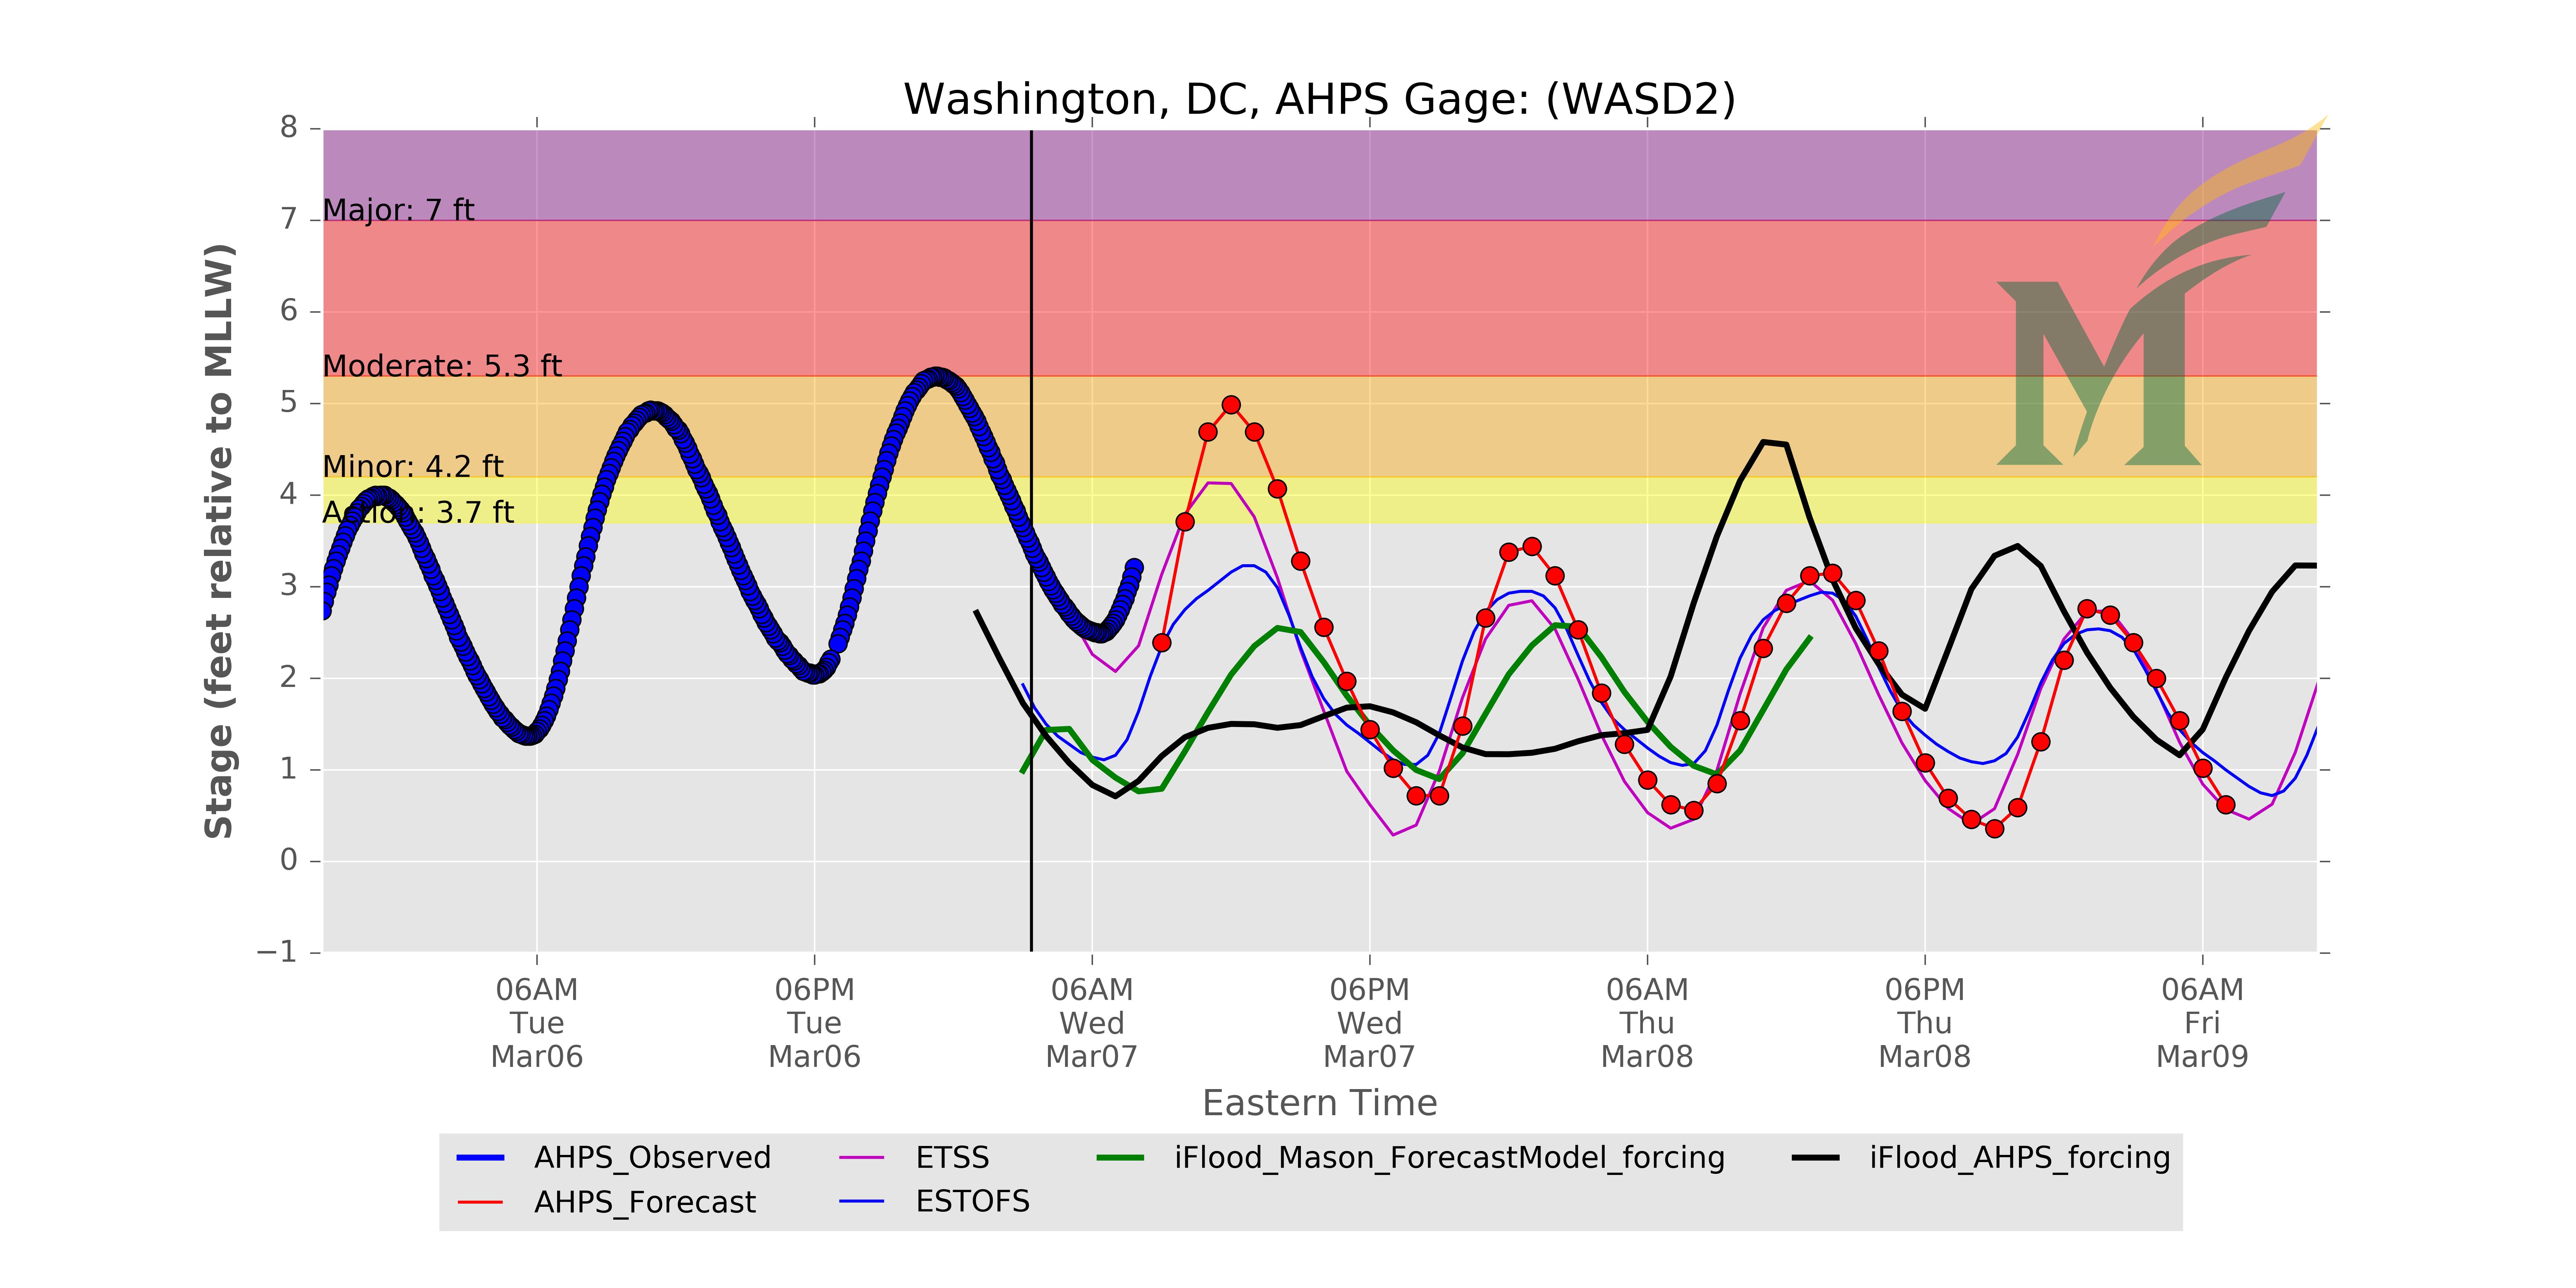 Washington, DC, AHPS Gage: (WASD2)
8
7
6
5
4
3
2
1
0
−1
Stage (feet relative to MLLW)
Major: 7 ft
Moderate: 5.3 ft
Minor: 4.2 ft
Action: 3.7 ft
M
06AM
Tue
Mar06
06PM
Tue
Mar06
06AM
Wed
Mar07
06PM
Wed
Mar07
06AM
Thu
Mar08
06PM
Thu
Mar08
06AM
Fri
Mar09
Eastern Time
AHPS_Observed
AHPS_Forecast
ETSS
ESTOFS
iFlood_Mason_ForecastModel_forcing
iFlood_AHPS_forcing